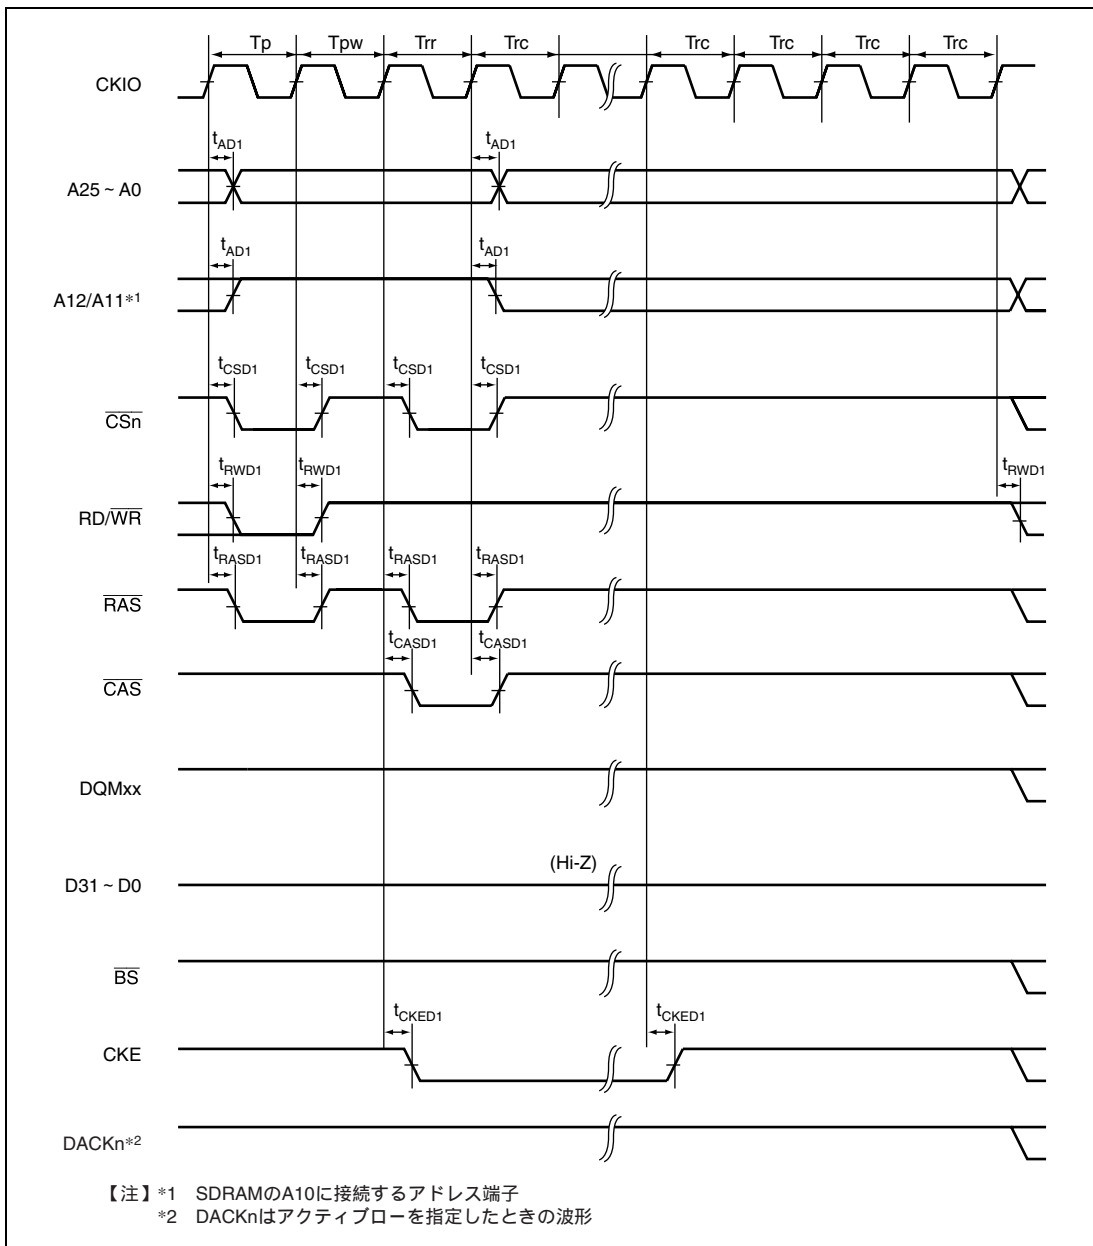 Tp Tpw Trr Trc Trc Trc Trc Trc
CKIO
tAD1 tAD1
A25 ~ A0
tAD1 tAD1
A12/A11*1
tCSD1 tCSD1 tCSD1 tCSD1
CSn
tRWD1 tRWD1 tRWD1
RD/WR
tRASD1 tRASD1 tRASD1 tRASD1
RAS
tCASD1 tCASD1
CAS
DQMxx
(Hi-Z)
D31 ~ D0
BS
tCKED1 tCKED1
CKE
DACKn*2
【注】*1 SDRAMのA10に接続するアドレス端子
*2 DACKnはアクティブローを指定したときの波形